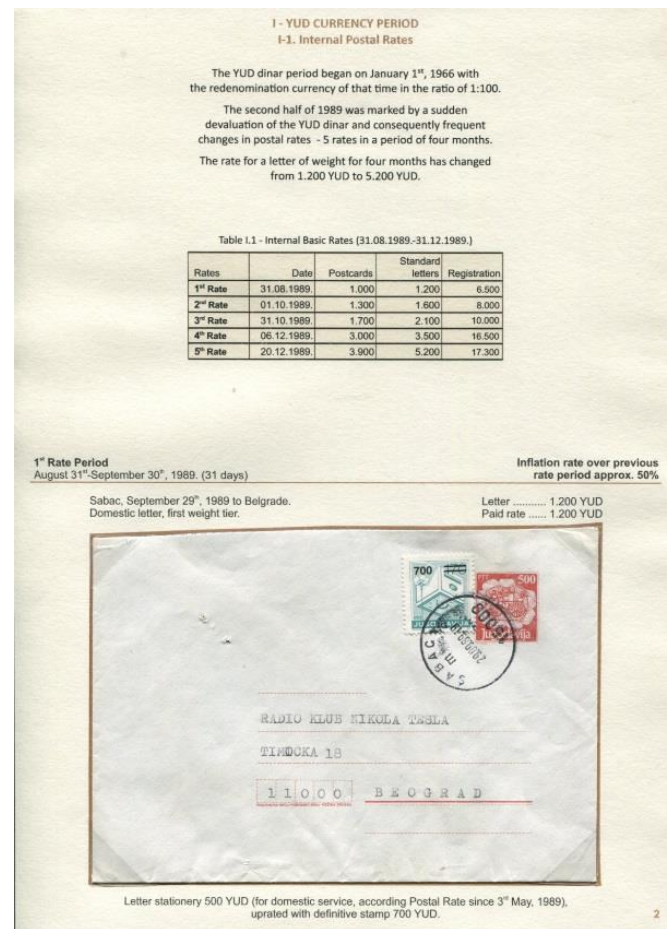 I - YUD CURRENCY PERIOD
I-1. Internal Postal Rates
The YUD dinar period began on January 1st, 1966 with
the redenomination currency of that time in the ratio of 1:100.
The second half of 1989 was marked by a sudden
devaluation of the YUD dinar and consequently frequent
changes in postal rates - 5 rates in a period of four months.
The rate for a letter of weight for four months has changed
from 1.200 YUD to 5.200 YUD.
Table I.1 - Internal Basic Rates (31.08.1989.-31.12.1989.)
Rates Date Postcards Standard letters Registration
1st Rate 31.08.1989. 1.000 1.200 6.500
2nd Rate 01.10.1989. 1.300 1.600 8.000
3rd Rate 31.10.1989. 1.700 2.100 10.000
4th Rate 06.12.1989. 3.000 3.500 16.500
5th Rate 20.12.1989. 3.900 5.200 17.300
1st Rate Period
August 31st-September 30th, 1989. (31 days)
Inflation rate over previous
rate period approx. 50%
Sabac, September 29th, 1989 to Belgrade.
Domestic letter, first weight tier.
Letter ........... 1.200 YUD
Paid rate ...... 1.200 YUD
700
PTT 500
JUGOSLAVIJA
Jugoslavija
SABAC
RADIO KLUB NIKOLA TESLA
TIMOCKA 18
11000 BEOGRAD
Letter stationery 500 YUD (for domestic service, according Postal Rate since 3rd May, 1989),
uprated with definitive stamp 700 YUD.
2